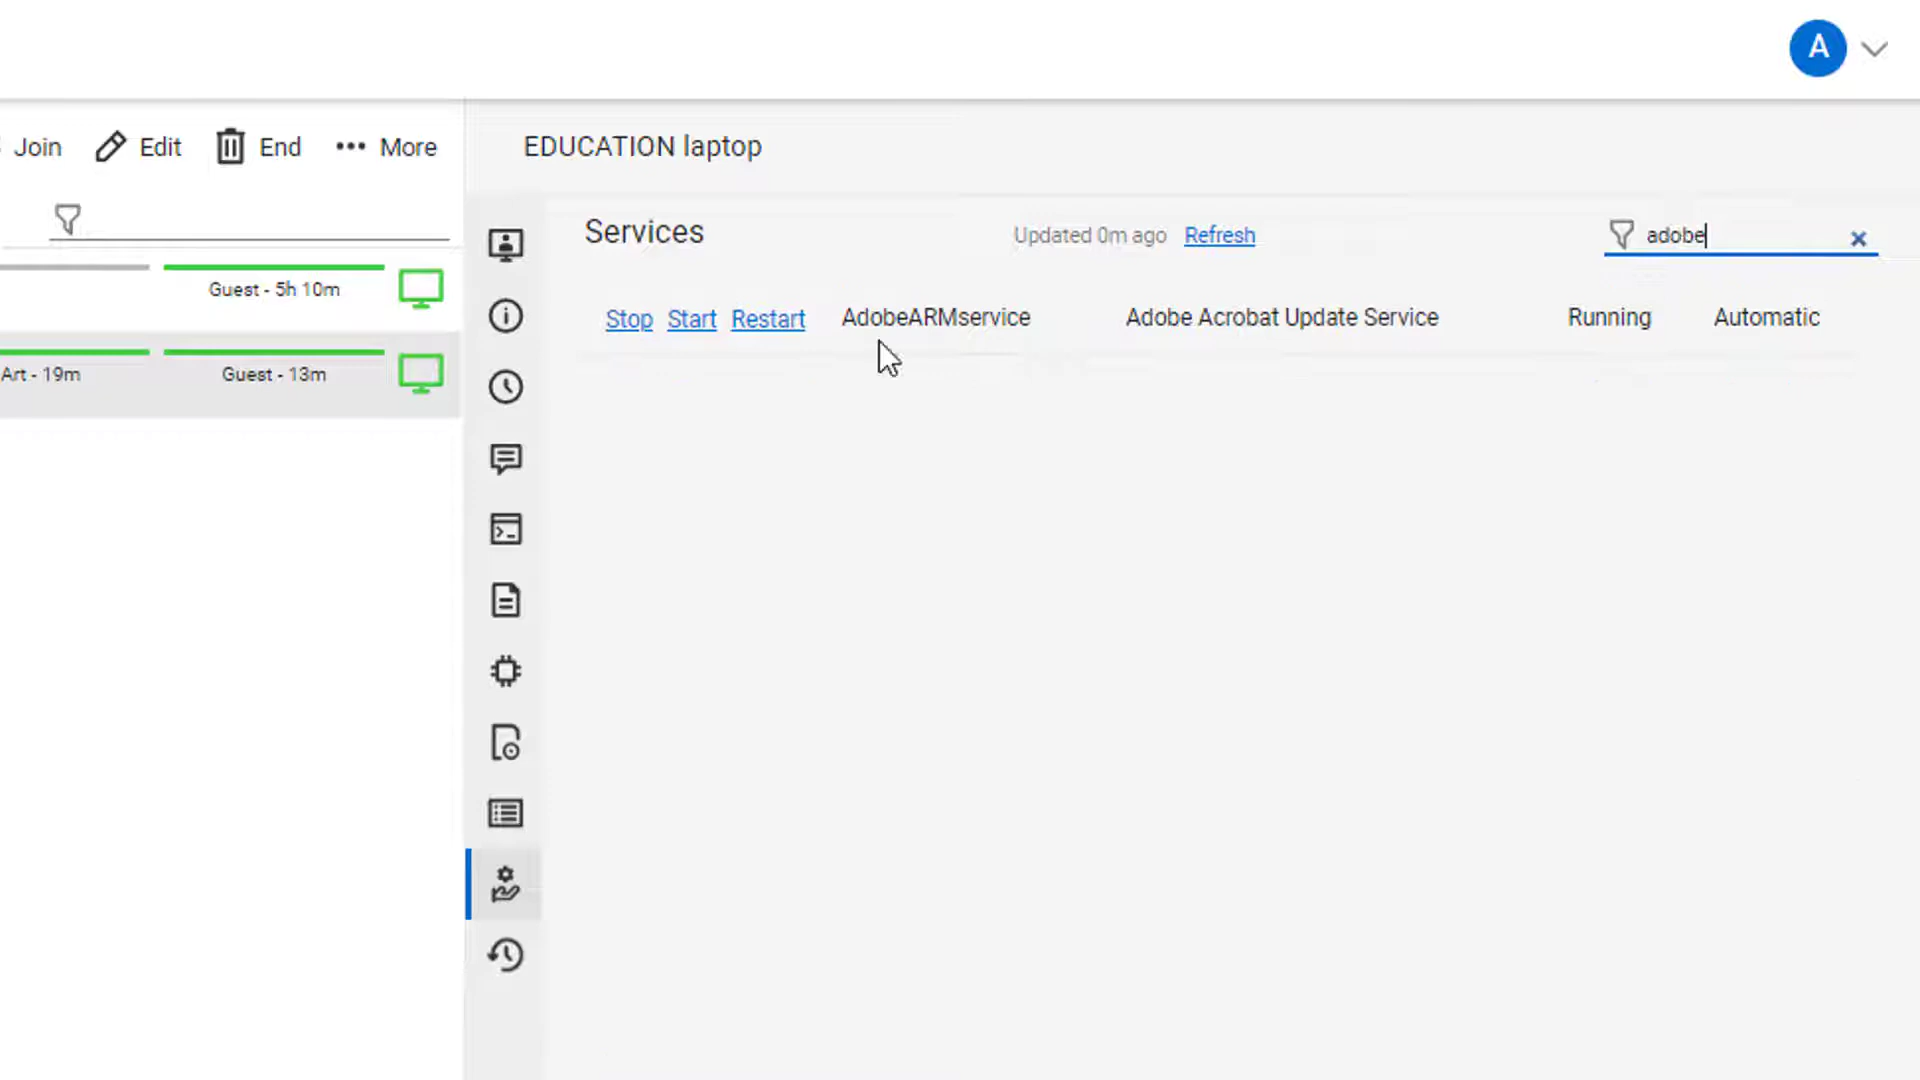 A
Join Edit End More
EDUCATION laptop
Services
Updated 0m ago Refresh
adobe
Guest - 5h 10m
Stop Start Restart AdobeARMservice Adobe Acrobat Update Service Running Automatic
Art - 19m Guest - 13m